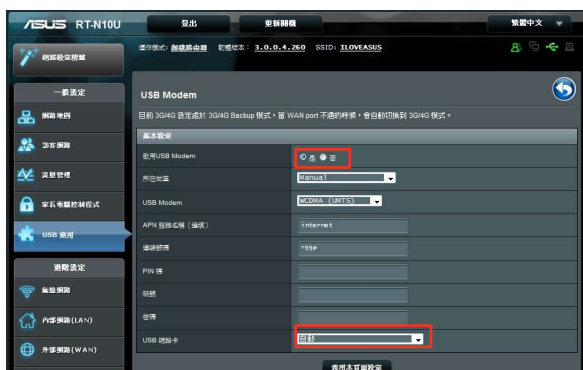 ASUS RT-N10U 登出 重新開機 繁體中文
操作模式: 無線路由器 韌體版本: 3.0.0.4.260 SSID: ILOVEASUS
網路設定精靈
一般設定
網路地圖
訪客網路
流量管理
家長電腦控制程式
USB 應用
進階設定
無線網路
內部網路(LAN)
外部網路(WAN)
USB Modem
目前 3G/4G 設定處於 3G/4G Backup 模式，當 WAN port 不通的時候，會自動切換到 3G/4G 模式。
基本設定
啟用USB Modem 是 否
所在地區 Manual
USB Modem WCDMA (UMTS)
APN 服務名稱 (選填) internet
撥接號碼 *99#
PIN 碼
帳號
密碼
USB 網路卡 自動
套用本頁面設定